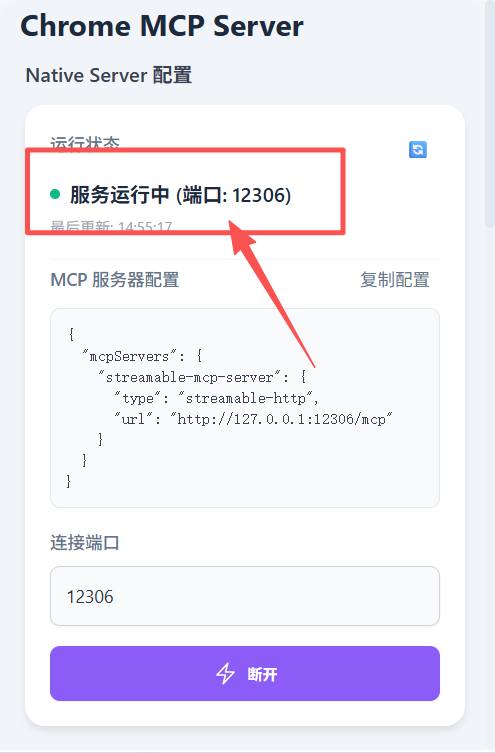 Chrome MCP Server
Native Server 配置
运行状态
服务运行中 (端口: 12306)
最后更新: 14:55:17
MCP 服务器配置
复制配置
{
  "mcpServers": {
    "streamable-mcp-server": {
      "type": "streamable-http",
      "url": "http://127.0.0.1:12306/mcp"
    }
  }
}
连接端口
12306
断开